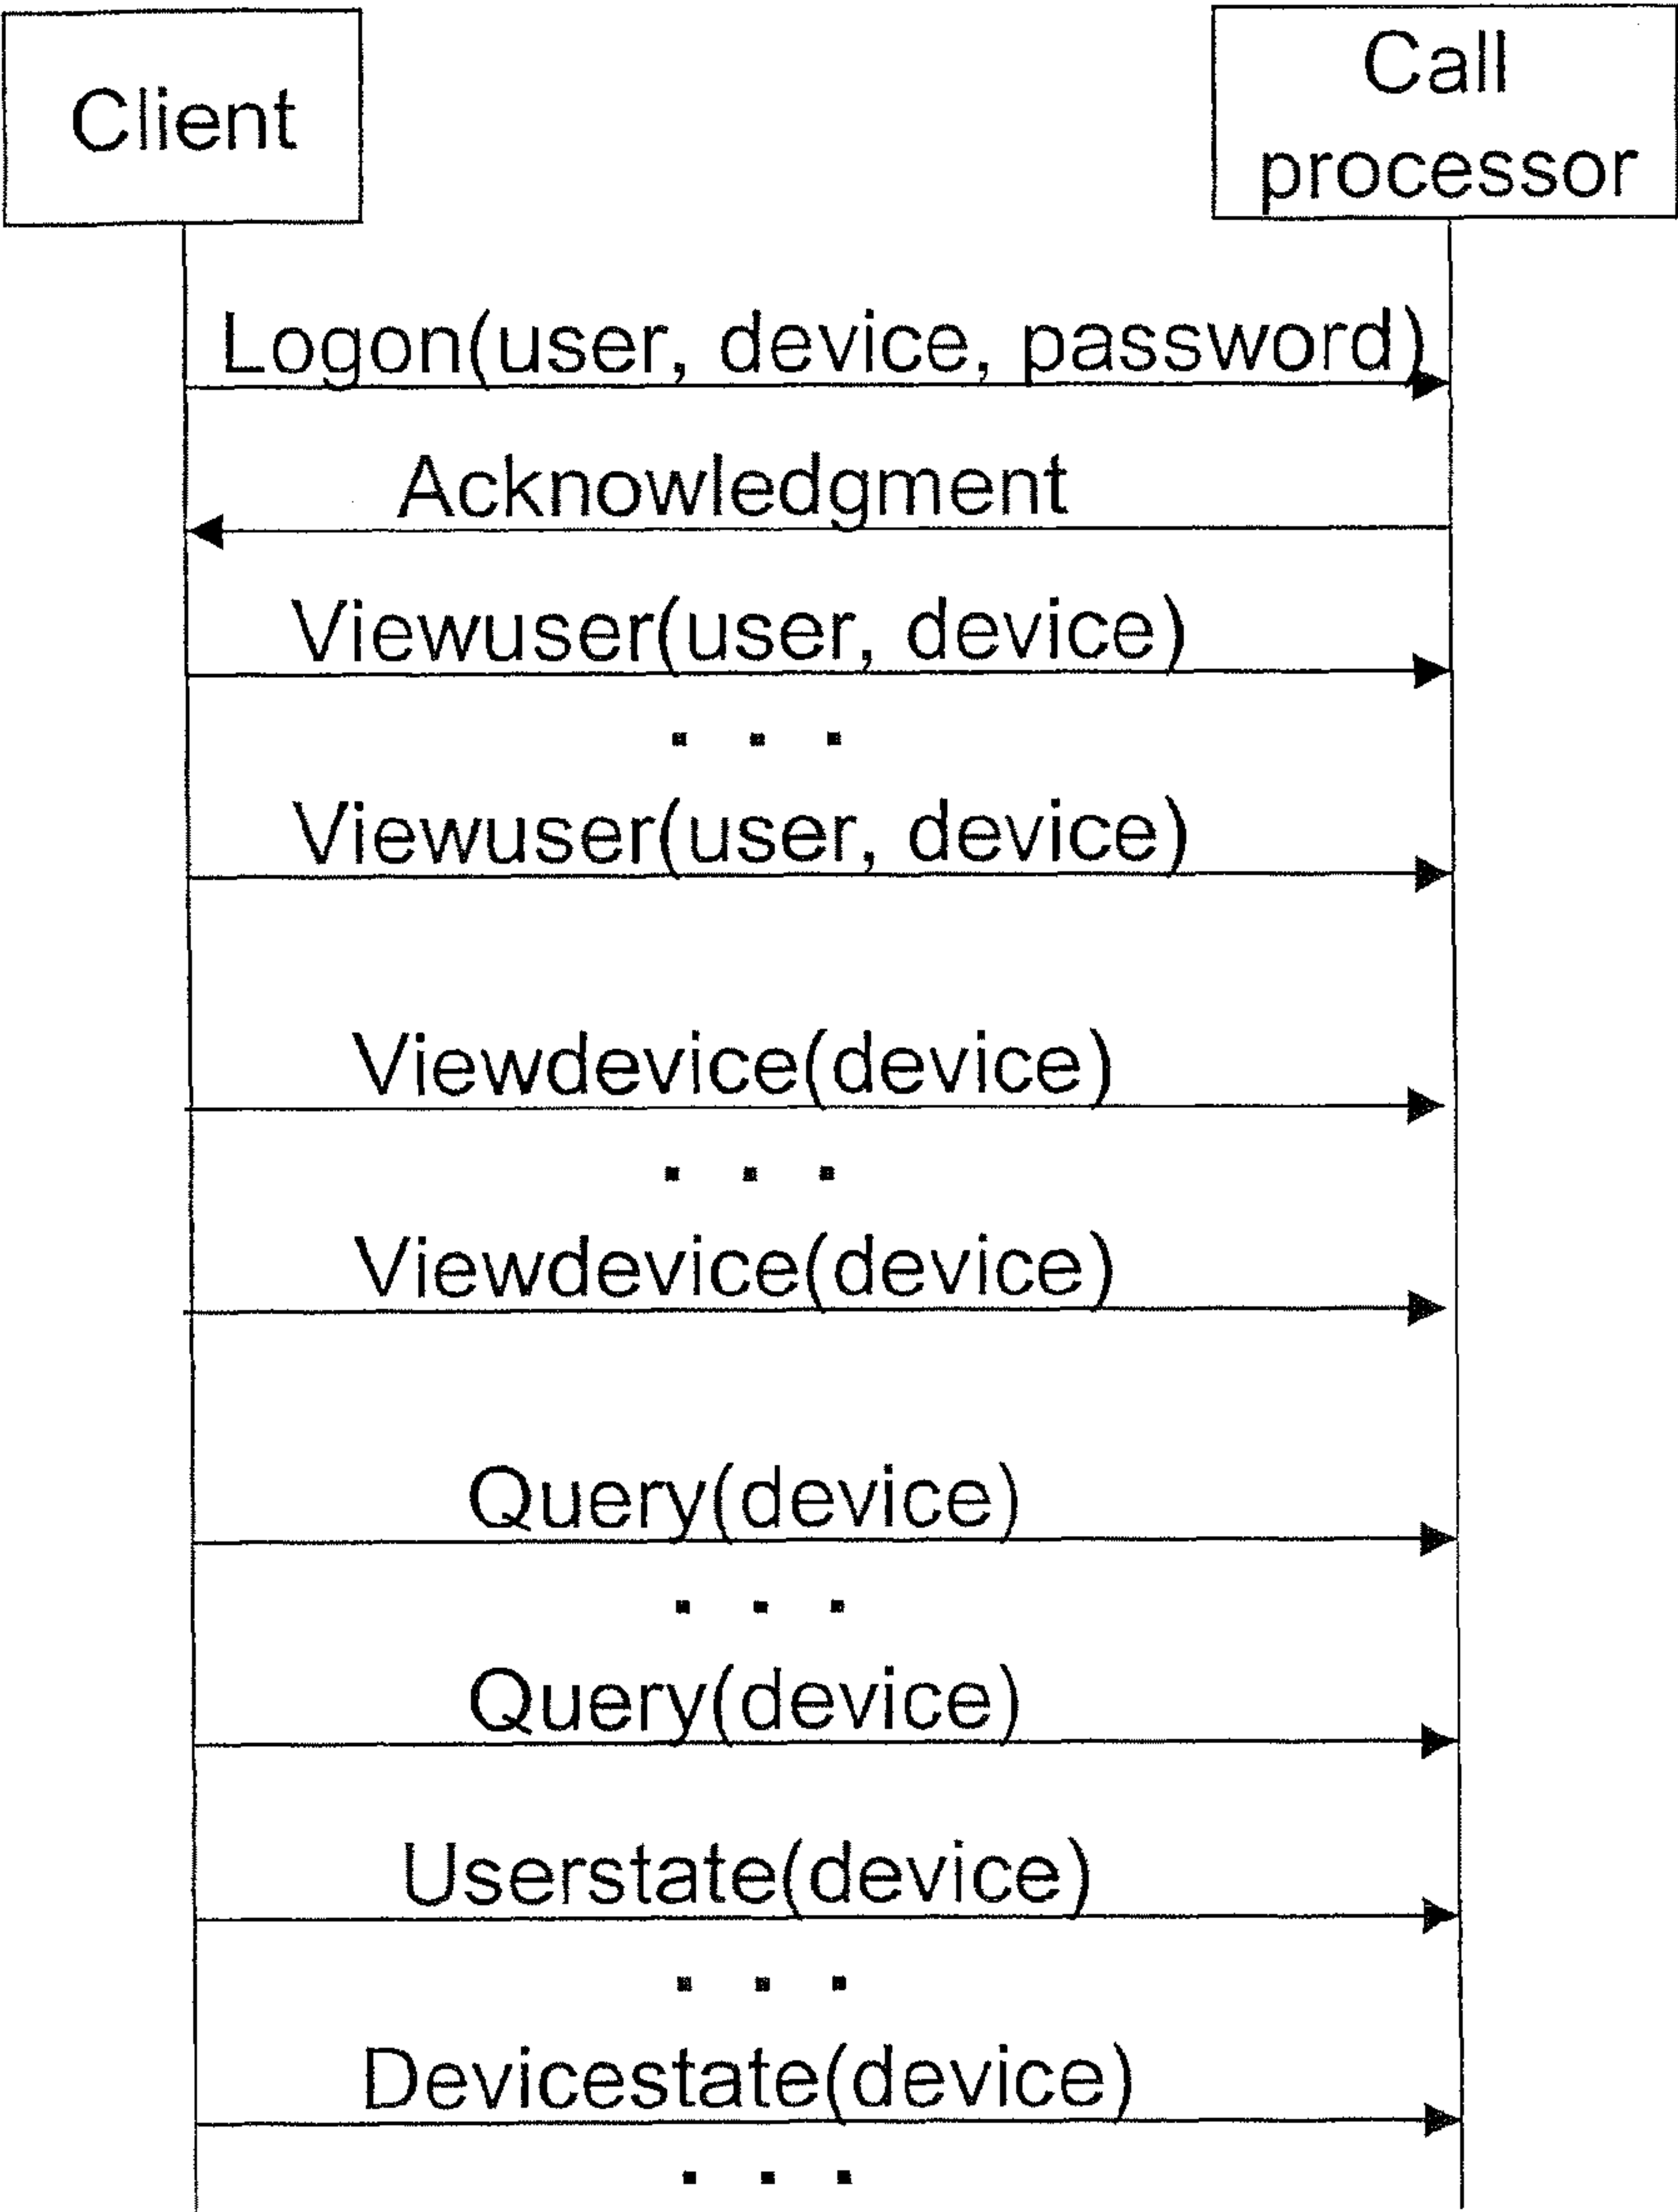 Client
Call
processor
Logon(user, device, password)
Acknowledgment
Viewuser(user, device)
. . .
Viewuser(user, device)
Viewdevice(device)
. . .
Viewdevice(device)
Query(device)
. . .
Query(device)
Userstate(device)
. . .
Devicestate(device)
. . .